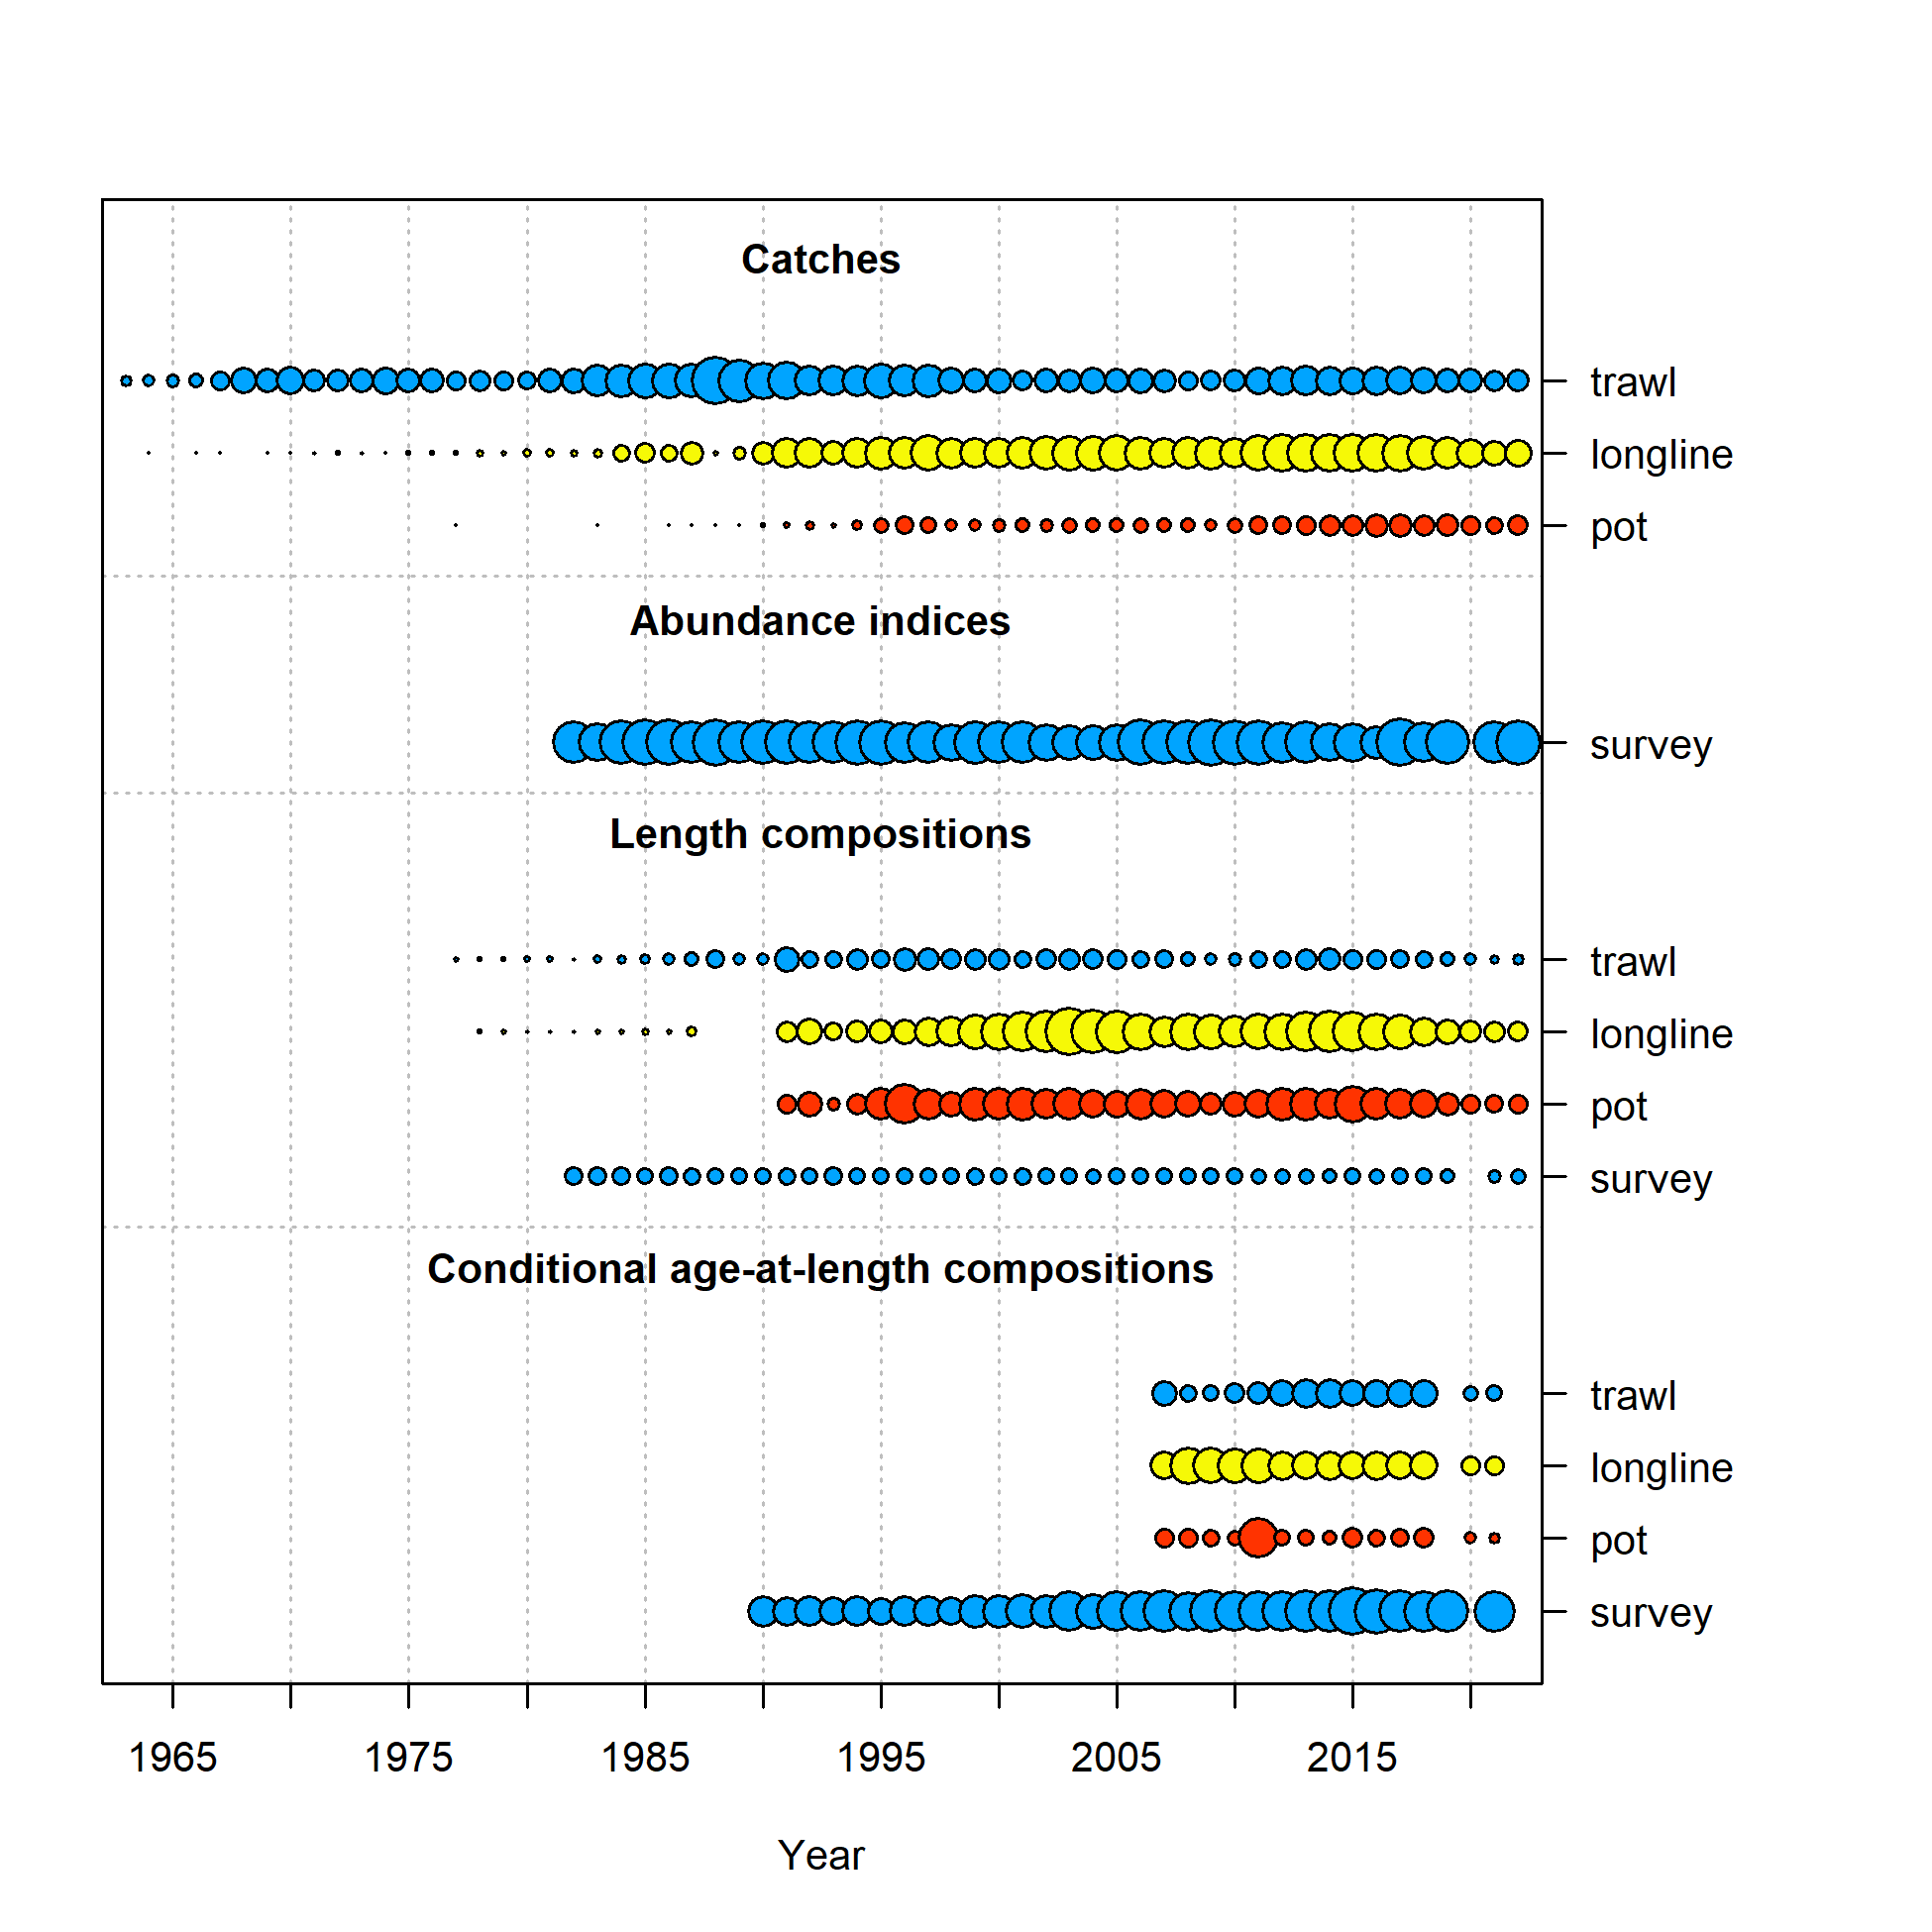 Catches
trawl
longline
pot
Abundance indices
survey
Length compositions
trawl
longline
pot
survey
Conditional age-at-length compositions
trawl
longline
pot
survey
1965 1975 1985 1995 2005 2015
Year